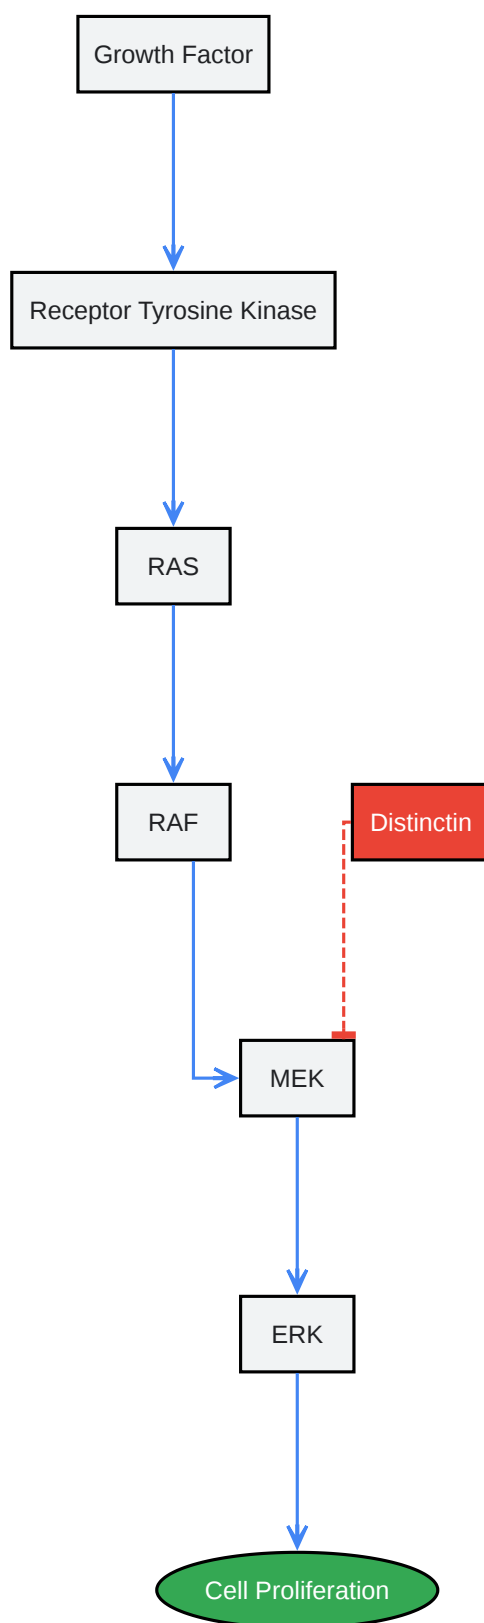 Growth Factor
Receptor Tyrosine Kinase
RAS
RAF
Distinctin
MEK
ERK
Cell Proliferation